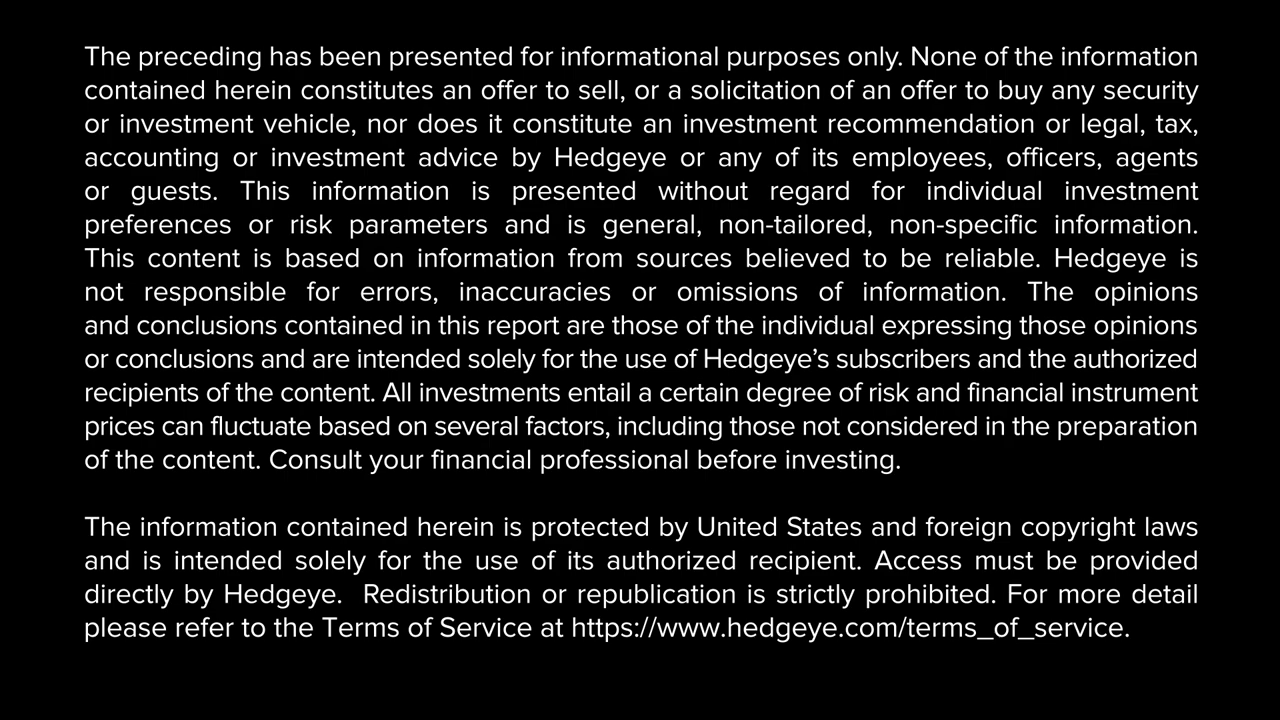 The preceding has been presented for informational purposes only. None of the information
contained herein constitutes an offer to sell, or a solicitation of an offer to buy any security
or investment vehicle, nor does it constitute an investment recommendation or legal, tax,
accounting or investment advice by Hedgeye or any of its employees, officers, agents
or guests. This information is presented without regard for individual investment
preferences or risk parameters and is general, non-tailored, non-specific information.
This content is based on information from sources believed to be reliable. Hedgeye is
not responsible for errors, inaccuracies or omissions of information. The opinions
and conclusions contained in this report are those of the individual expressing those opinions
or conclusions and are intended solely for the use of Hedgeye’s subscribers and the authorized
recipients of the content. All investments entail a certain degree of risk and financial instrument
prices can fluctuate based on several factors, including those not considered in the preparation
of the content. Consult your financial professional before investing.
The information contained herein is protected by United States and foreign copyright laws
and is intended solely for the use of its authorized recipient. Access must be provided
directly by Hedgeye.  Redistribution or republication is strictly prohibited. For more detail
please refer to the Terms of Service at https://www.hedgeye.com/terms_of_service.